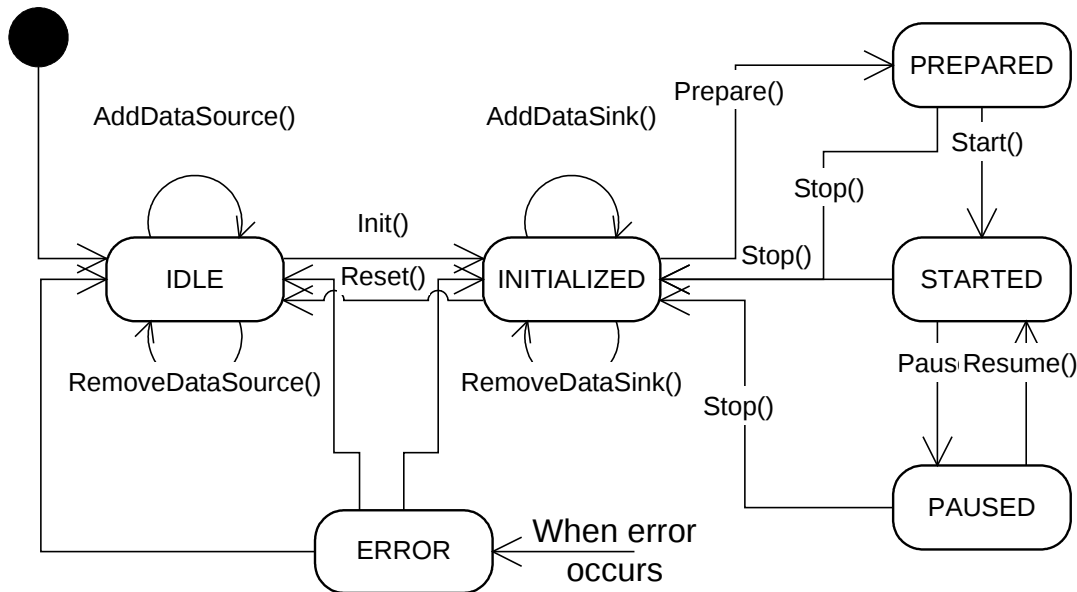 PREPARED
Prepare()
AddDataSource()
AddDataSink()
Start()
Stop()
Init()
Stop()
IDLE
Reset()
INITIALIZED
STARTED
Paus
Resume()
RemoveDataSource()
RemoveDataSink()
Stop()
PAUSED
ERROR
When error
occurs